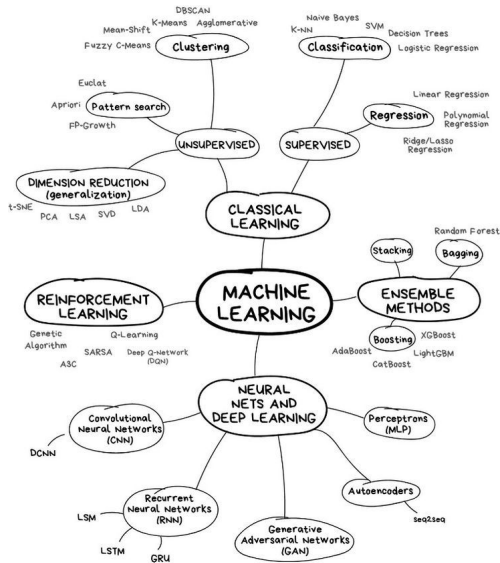 DBSCAN
Mean-Shift
K-Means
Agglomerative
Fuzzy C-Means
Clustering
Naive Bayes
K-NN
SVM
Decision Trees
Classification
Logistic Regression
Euclat
Apriori
Pattern search
FP-Growth
Linear Regression
Regression
Polynomial
Regression
Ridge/Lasso
Regression
UNSUPERVISED
SUPERVISED
DIMENSION REDUCTION
(generalization)
t-SNE
PCA
LSA
SVD
LDA
CLASSICAL
LEARNING
Random Forest
Stacking
Bagging
MACHINE
LEARNING
REINFORCEMENT
LEARNING
Genetic
Algorithm
Q-Learning
SARSA
Deep Q-Network
(DQN)
A3C
ENSEMBLE
METHODS
Boosting
XGBoost
AdaBoost
LightGBM
CatBoost
NEURAL
NETS AND
DEEP LEARNING
Convolutional
Neural Networks
(CNN)
DCNN
Perceptrons
(MLP)
Recurrent
Neural Networks
(RNN)
LSM
LSTM
GRU
Generative
Adversarial Networks
(GAN)
Autoencoders
seq2seq